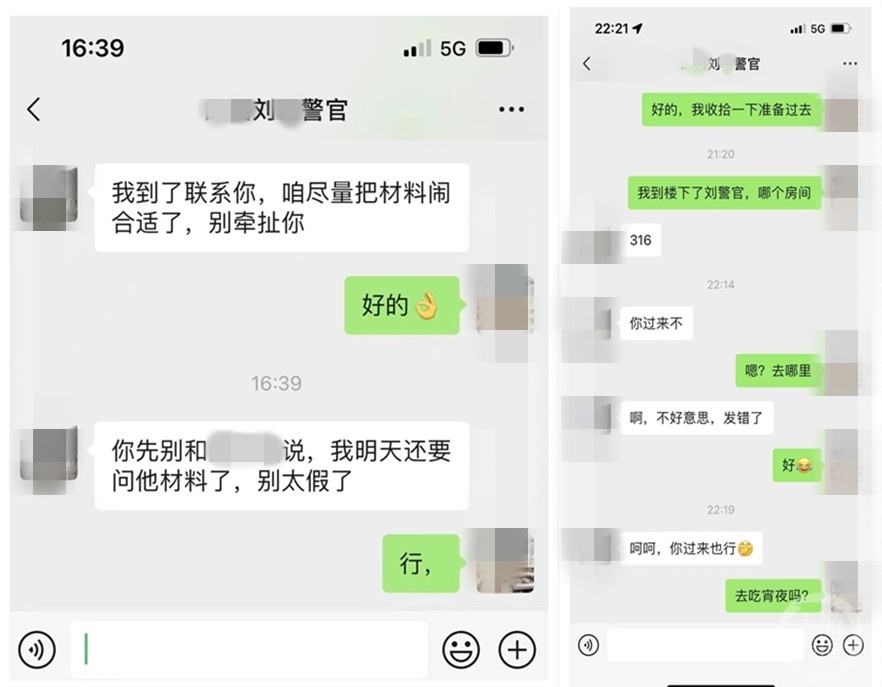 16:39
5G
刘 警官
我到了联系你，咱尽量把材料闹
合适了，别牵扯你
好的👌
16:39
你先别和 说，我明天还要
问他材料了，别太假了
行，
22:21
5G
刘 警官
好的，我收拾一下准备过去
21:20
我到楼下了刘警官，哪个房间
316
22:14
你过来不
嗯？去哪里
啊，不好意思，发错了
好😂
22:19
呵呵，你过来也行🤭
去吃宵夜吗？